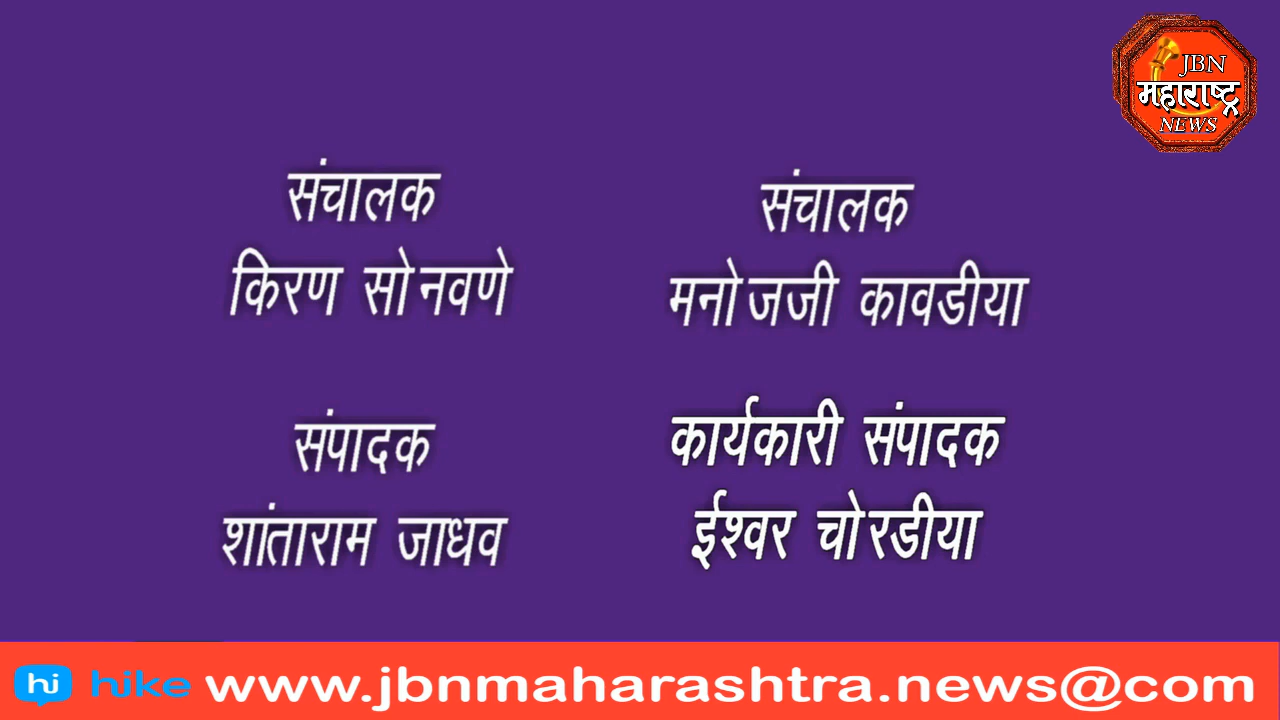 JBN
महाराष्ट्र
NEWS
संचालक
किरण सोनवणे
संचालक
मनोजजी कावडीया
संपादक
शांताराम जाधव
कार्यकारी संपादक
ईश्वर चोरडीया
hi hike www.jbnmaharashtra.news@com